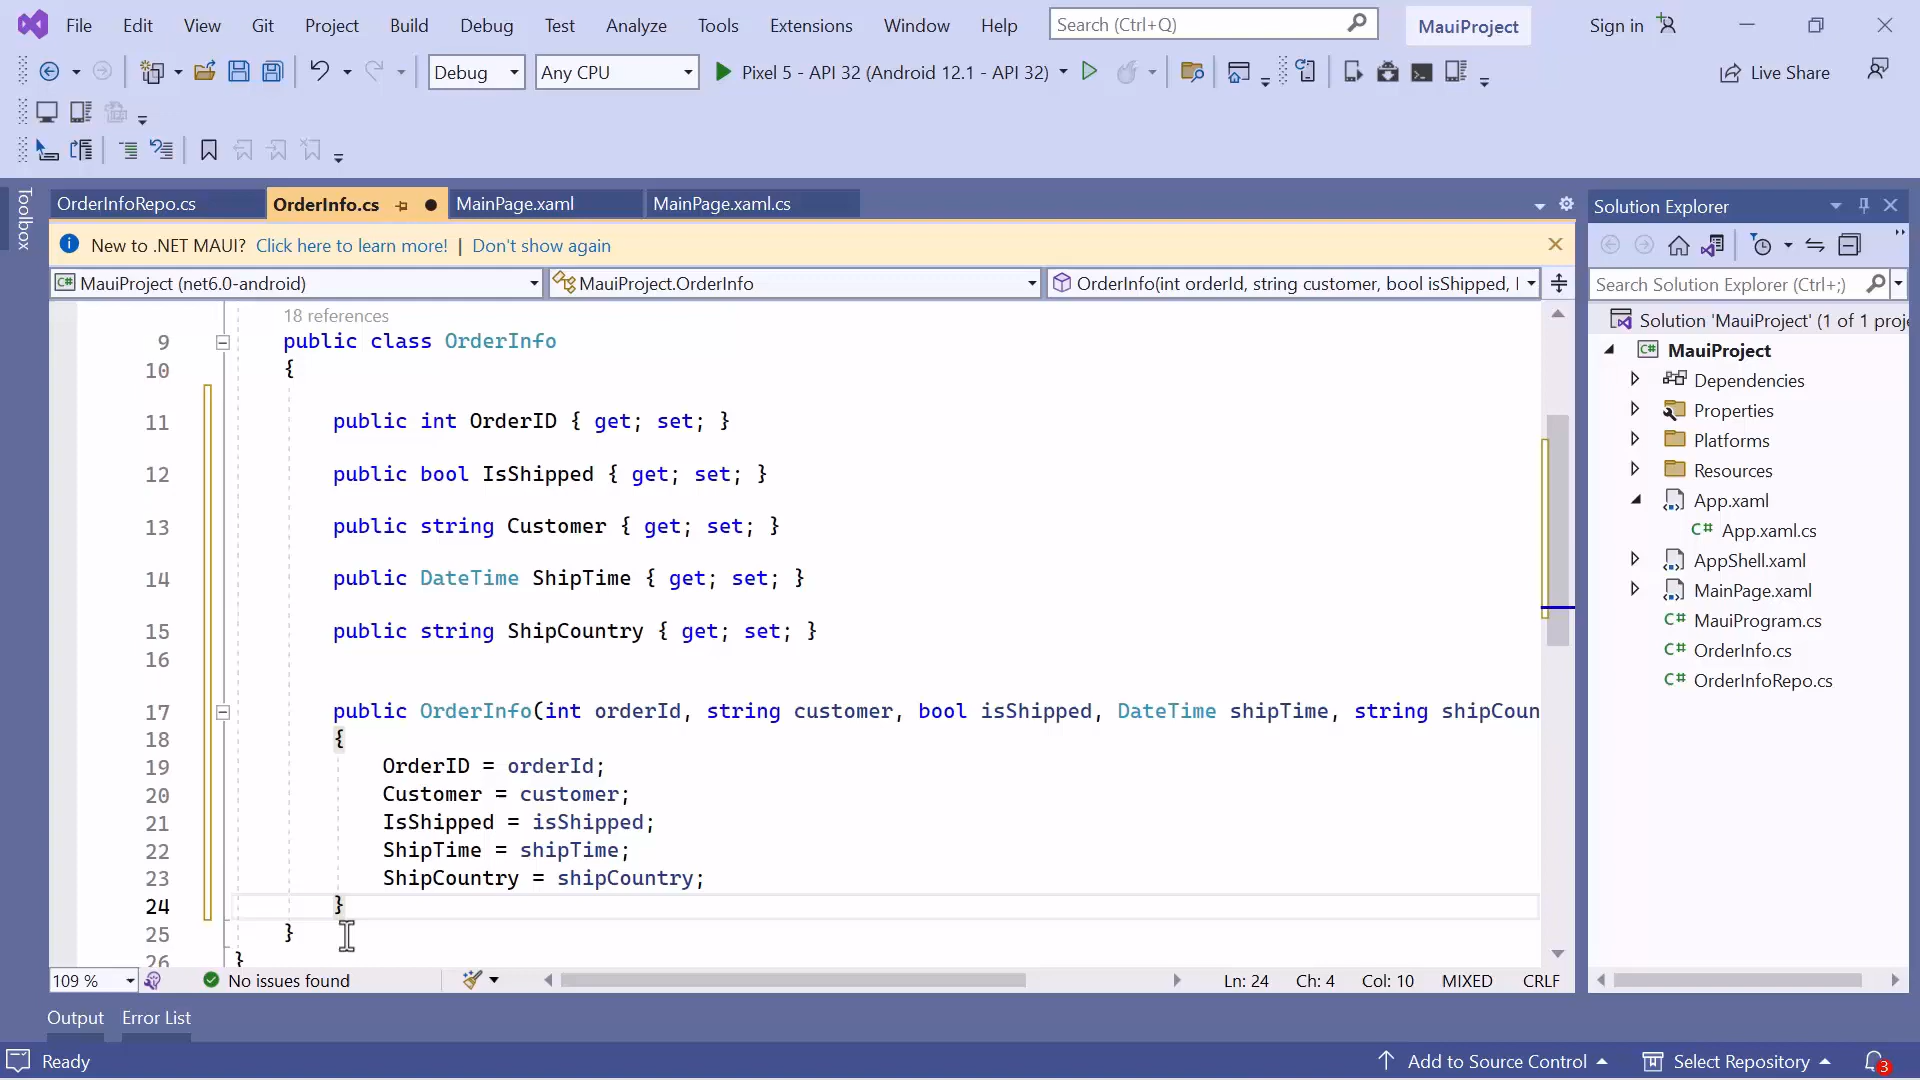 File Edit View Git Project Build Debug Test Analyze Tools Extensions Window Help Search (Ctrl+Q) MauiProject Sign in
Debug Any CPU Pixel 5 - API 32 (Android 12.1 - API 32) Live Share
Toolbox
OrderInfoRepo.cs OrderInfo.cs MainPage.xaml MainPage.xaml.cs
New to .NET MAUI? Click here to learn more! | Don't show again
MauiProject (net6.0-android) MauiProject.OrderInfo OrderInfo(int orderId, string customer, bool isShipped,
18 references
9 public class OrderInfo
10 {
11 public int OrderID { get; set; }
12 public bool IsShipped { get; set; }
13 public string Customer { get; set; }
14 public DateTime ShipTime { get; set; }
15 public string ShipCountry { get; set; }
16
17 public OrderInfo(int orderId, string customer, bool isShipped, DateTime shipTime, string shipCoun
18 {
19 OrderID = orderId;
20 Customer = customer;
21 IsShipped = isShipped;
22 ShipTime = shipTime;
23 ShipCountry = shipCountry;
24 }
25 }
26 }
109 % No issues found Ln: 24 Ch: 4 Col: 10 MIXED CRLF
Solution Explorer
Search Solution Explorer (Ctrl+;)
Solution 'MauiProject' (1 of 1 proje
C# MauiProject
Dependencies
Properties
Platforms
Resources
App.xaml
C# App.xaml.cs
AppShell.xaml
MainPage.xaml
C# MauiProgram.cs
C# OrderInfo.cs
C# OrderInfoRepo.cs
Output Error List
Ready Add to Source Control Select Repository 3